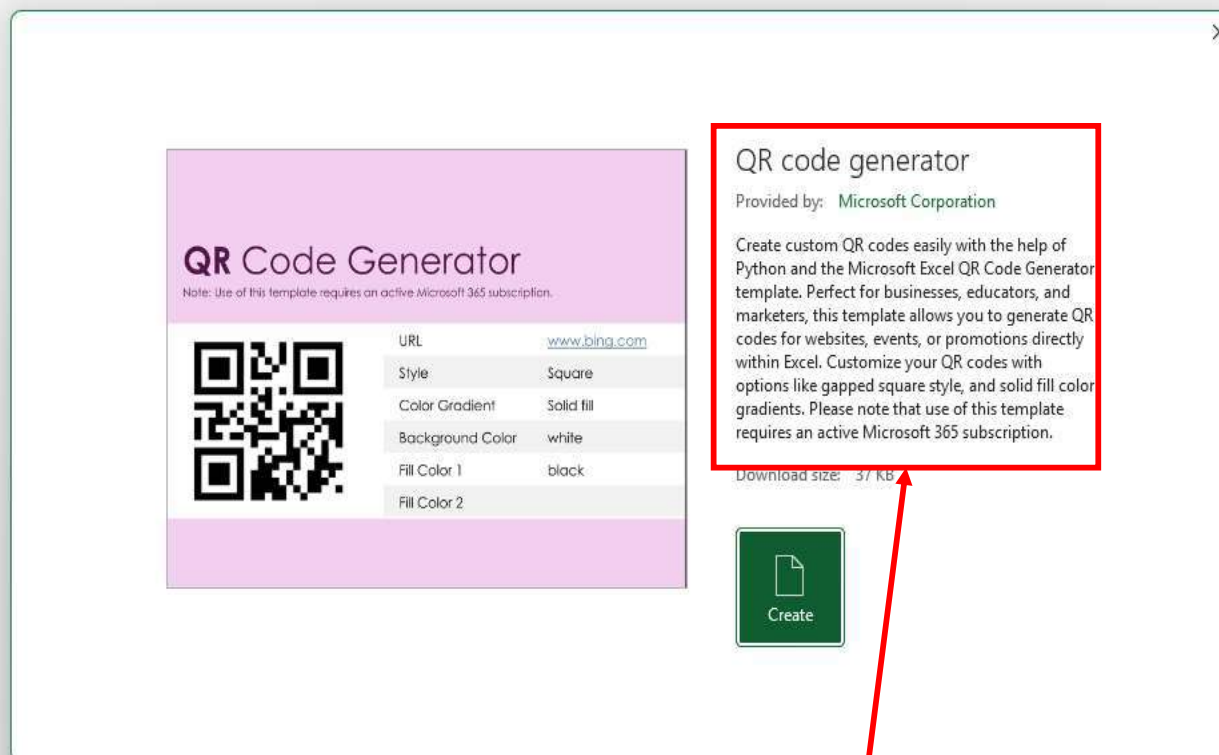 QR Code Generator
Note: Use of this template requires an active Microsoft 365 subscription.
URL www.bing.com
Style Square
Color Gradient Solid fill
Background Color white
Fill Color 1 black
Fill Color 2
QR code generator
Provided by: Microsoft Corporation
Create custom QR codes easily with the help of
Python and the Microsoft Excel QR Code Generator
template. Perfect for businesses, educators, and
marketers, this template allows you to generate QR
codes for websites, events, or promotions directly
within Excel. Customize your QR codes with
options like gapped square style, and solid fill color
gradients. Please note that use of this template
requires an active Microsoft 365 subscription.
Download size: 37 KB
Create